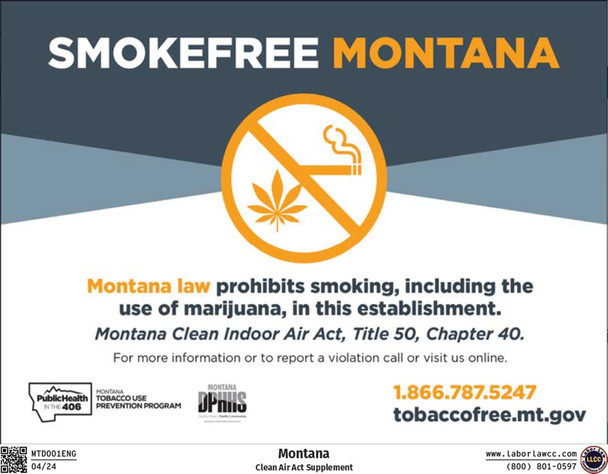 SMOKEFREE MONTANA
Montana law prohibits smoking, including the
use of marijuana, in this establishment.
Montana Clean Indoor Air Act, Title 50, Chapter 40.
For more information or to report a violation call or visit us online.
PublicHealth
IN THE 406
MONTANA
TOBACCO USE
PREVENTION PROGRAM
MONTANA
DPHHS
1.866.787.5247
tobaccofree.mt.gov
MTD001ENG
04/24
Montana
Clean Air Act Supplement
www.laborlawcc.com
(800) 801-0597
LLCC